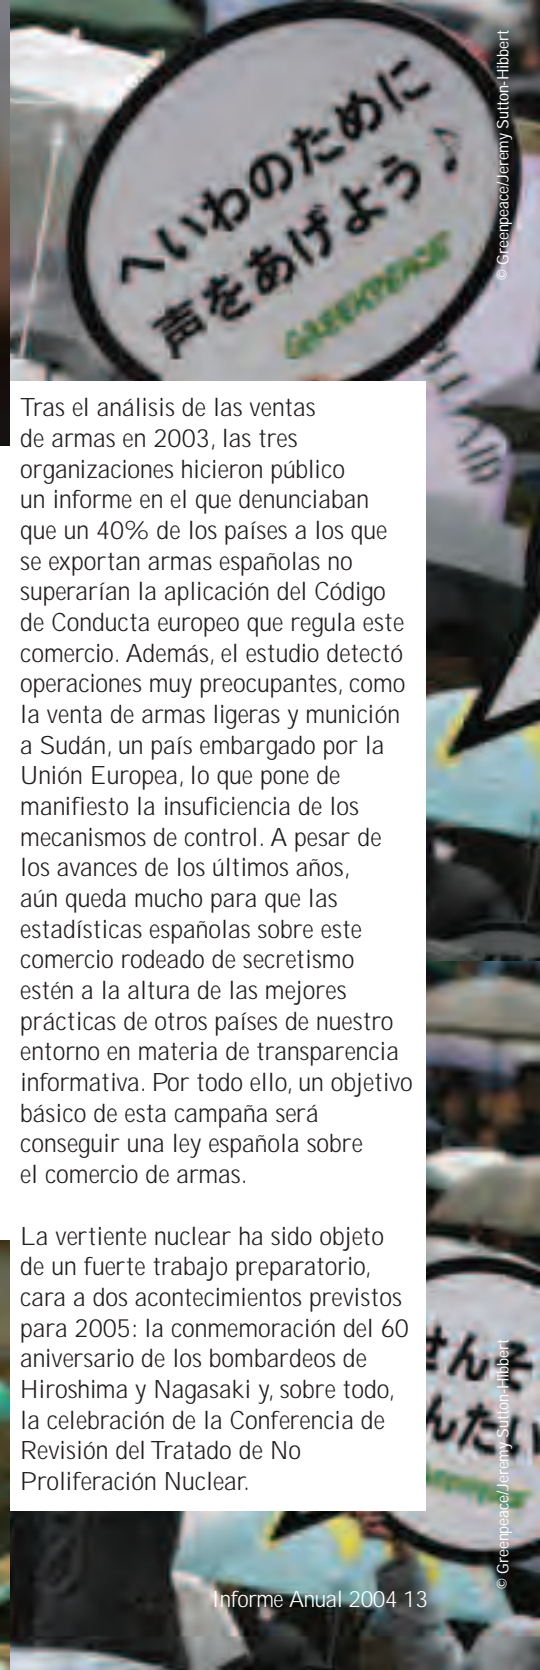 へいわのために
声をあげよう♪
GREENPEACE
© Greenpeace/Jeremy Sutton-Hibbert
Tras el análisis de las ventas
de armas en 2003, las tres
organizaciones hicieron público
un informe en el que denunciaban
que un 40% de los países a los que
se exportan armas españolas no
superarían la aplicación del Código
de Conducta europeo que regula este
comercio. Además, el estudio detectó
operaciones muy preocupantes, como
la venta de armas ligeras y munición
a Sudán, un país embargado por la
Unión Europea, lo que pone de
manifiesto la insuficiencia de los
mecanismos de control. A pesar de
los avances de los últimos años,
aún queda mucho para que las
estadísticas españolas sobre este
comercio rodeado de secretismo
estén a la altura de las mejores
prácticas de otros países de nuestro
entorno en materia de transparencia
informativa. Por todo ello, un objetivo
básico de esta campaña será
conseguir una ley española sobre
el comercio de armas.
La vertiente nuclear ha sido objeto
de un fuerte trabajo preparatorio,
cara a dos acontecimientos previstos
para 2005: la conmemoración del 60
aniversario de los bombardeos de
Hiroshima y Nagasaki y, sobre todo,
la celebración de la Conferencia de
Revisión del Tratado de No
Proliferación Nuclear.
せんそ
んたい
GREENPEACE
© Greenpeace/Jeremy Sutton-Hibbert
Informe Anual 2004 13